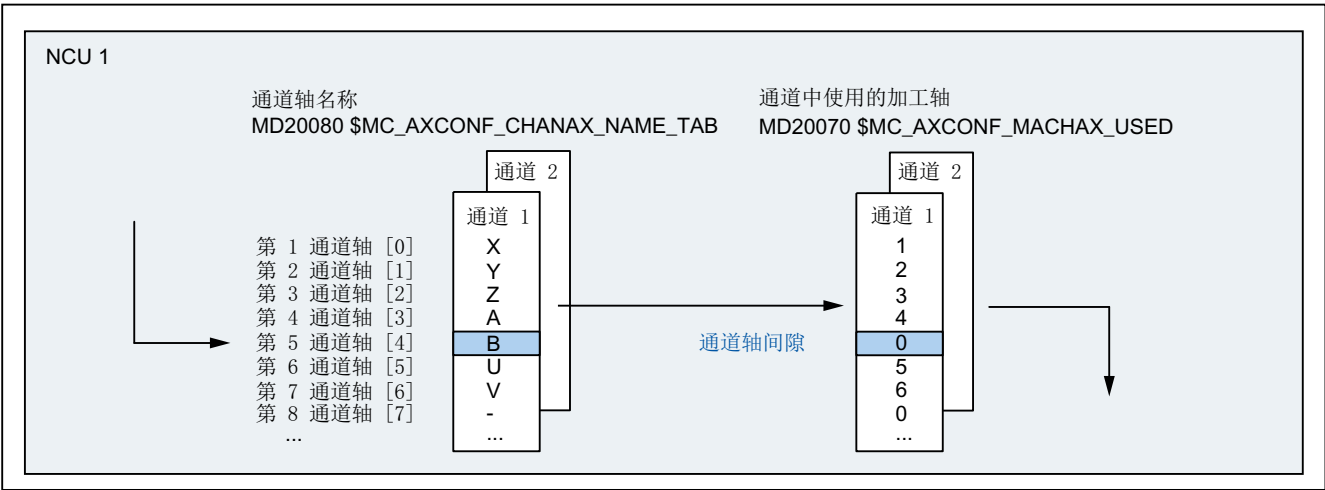 NCU 1
通道轴名称
MD20080 $MC_AXCONF_CHANAX_NAME_TAB
通道中使用的加工轴
MD20070 $MC_AXCONF_MACHAX_USED
通道 2
通道 2
通道 1
通道 1
第 1 通道轴 [0] X 1
第 2 通道轴 [1] Y 2
第 3 通道轴 [2] Z 3
第 4 通道轴 [3] A 4
第 5 通道轴 [4] B 通道轴间隙 0
第 6 通道轴 [5] U 5
第 7 通道轴 [6] V 6
第 8 通道轴 [7] - 0
... ... ...